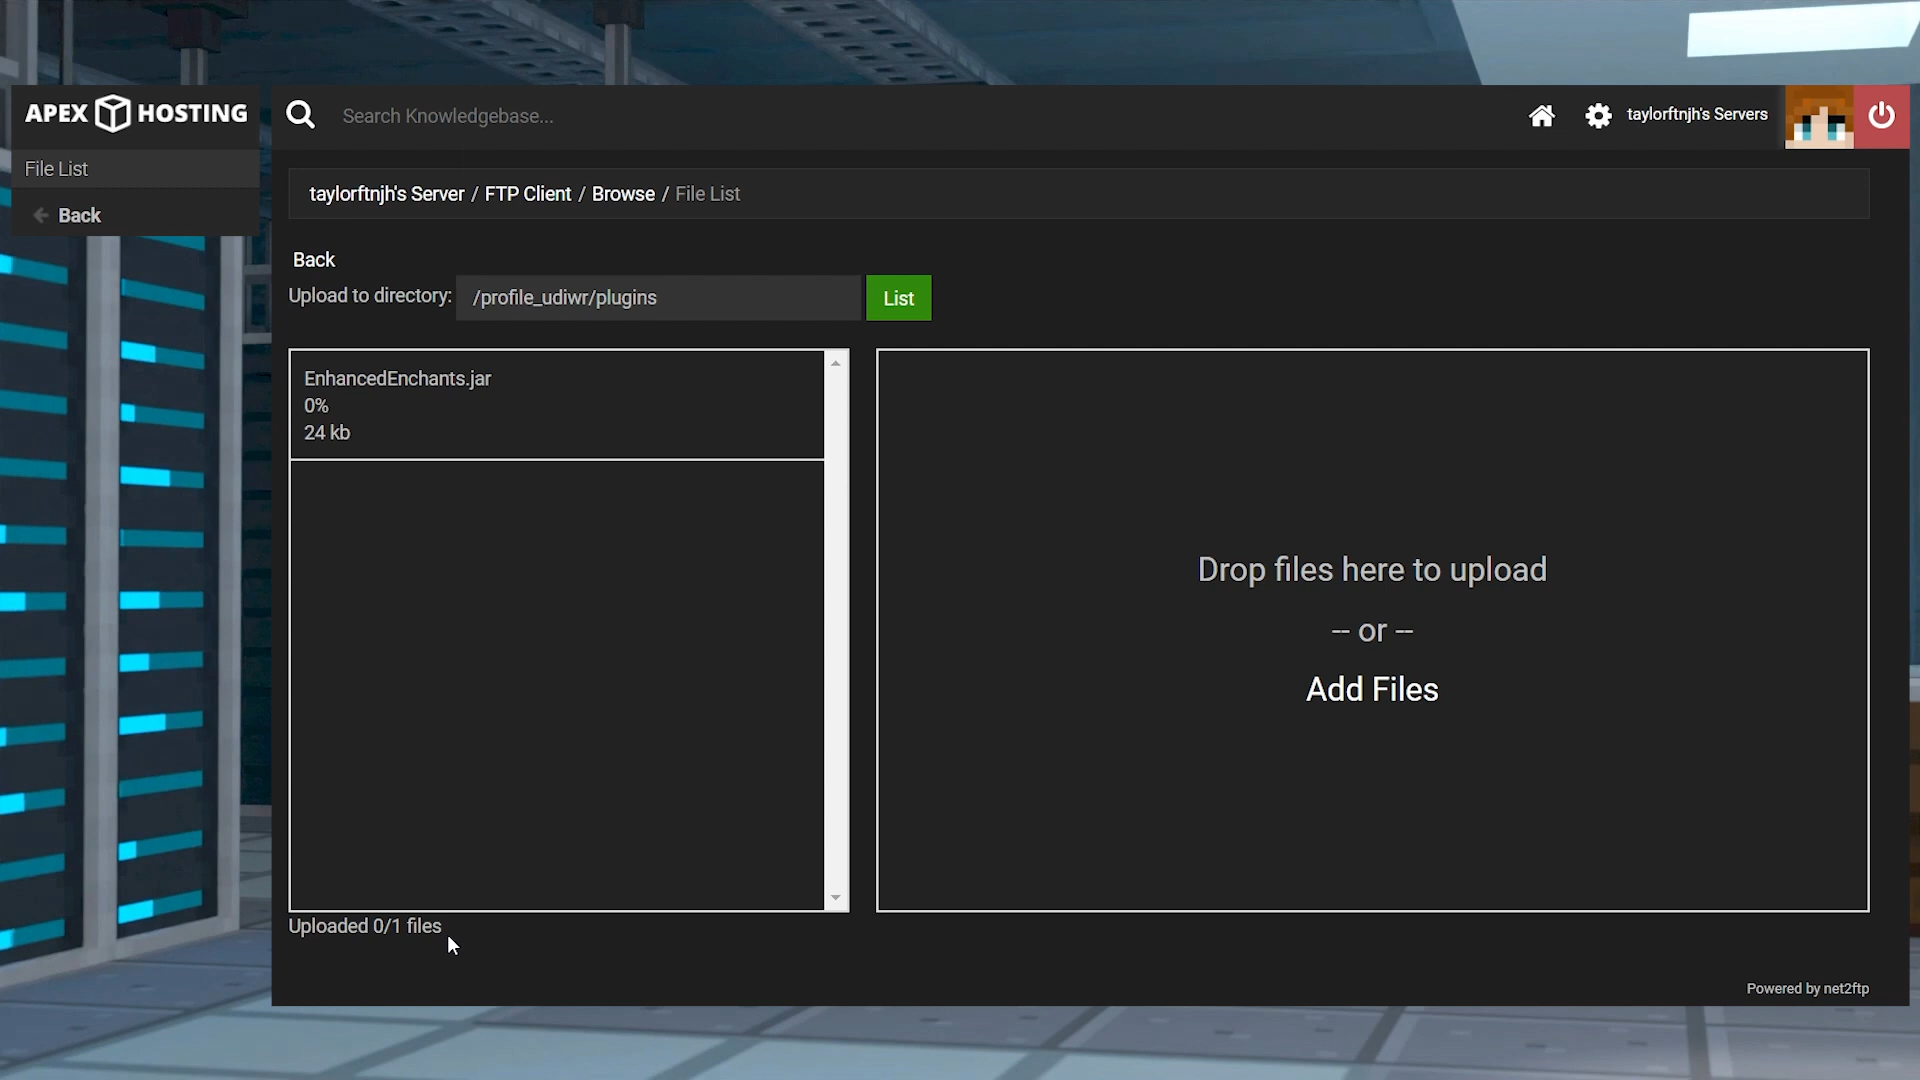 APEX HOSTING
Search Knowledgebase...
taylorftnjh's Servers
File List
Back
taylorftnjh's Server / FTP Client / Browse / File List
Back
Upload to directory: /profile_udiwr/plugins List
EnhancedEnchants.jar
0%
24 kb
Drop files here to upload
-- or --
Add Files
Uploaded 0/1 files
Powered by net2ftp